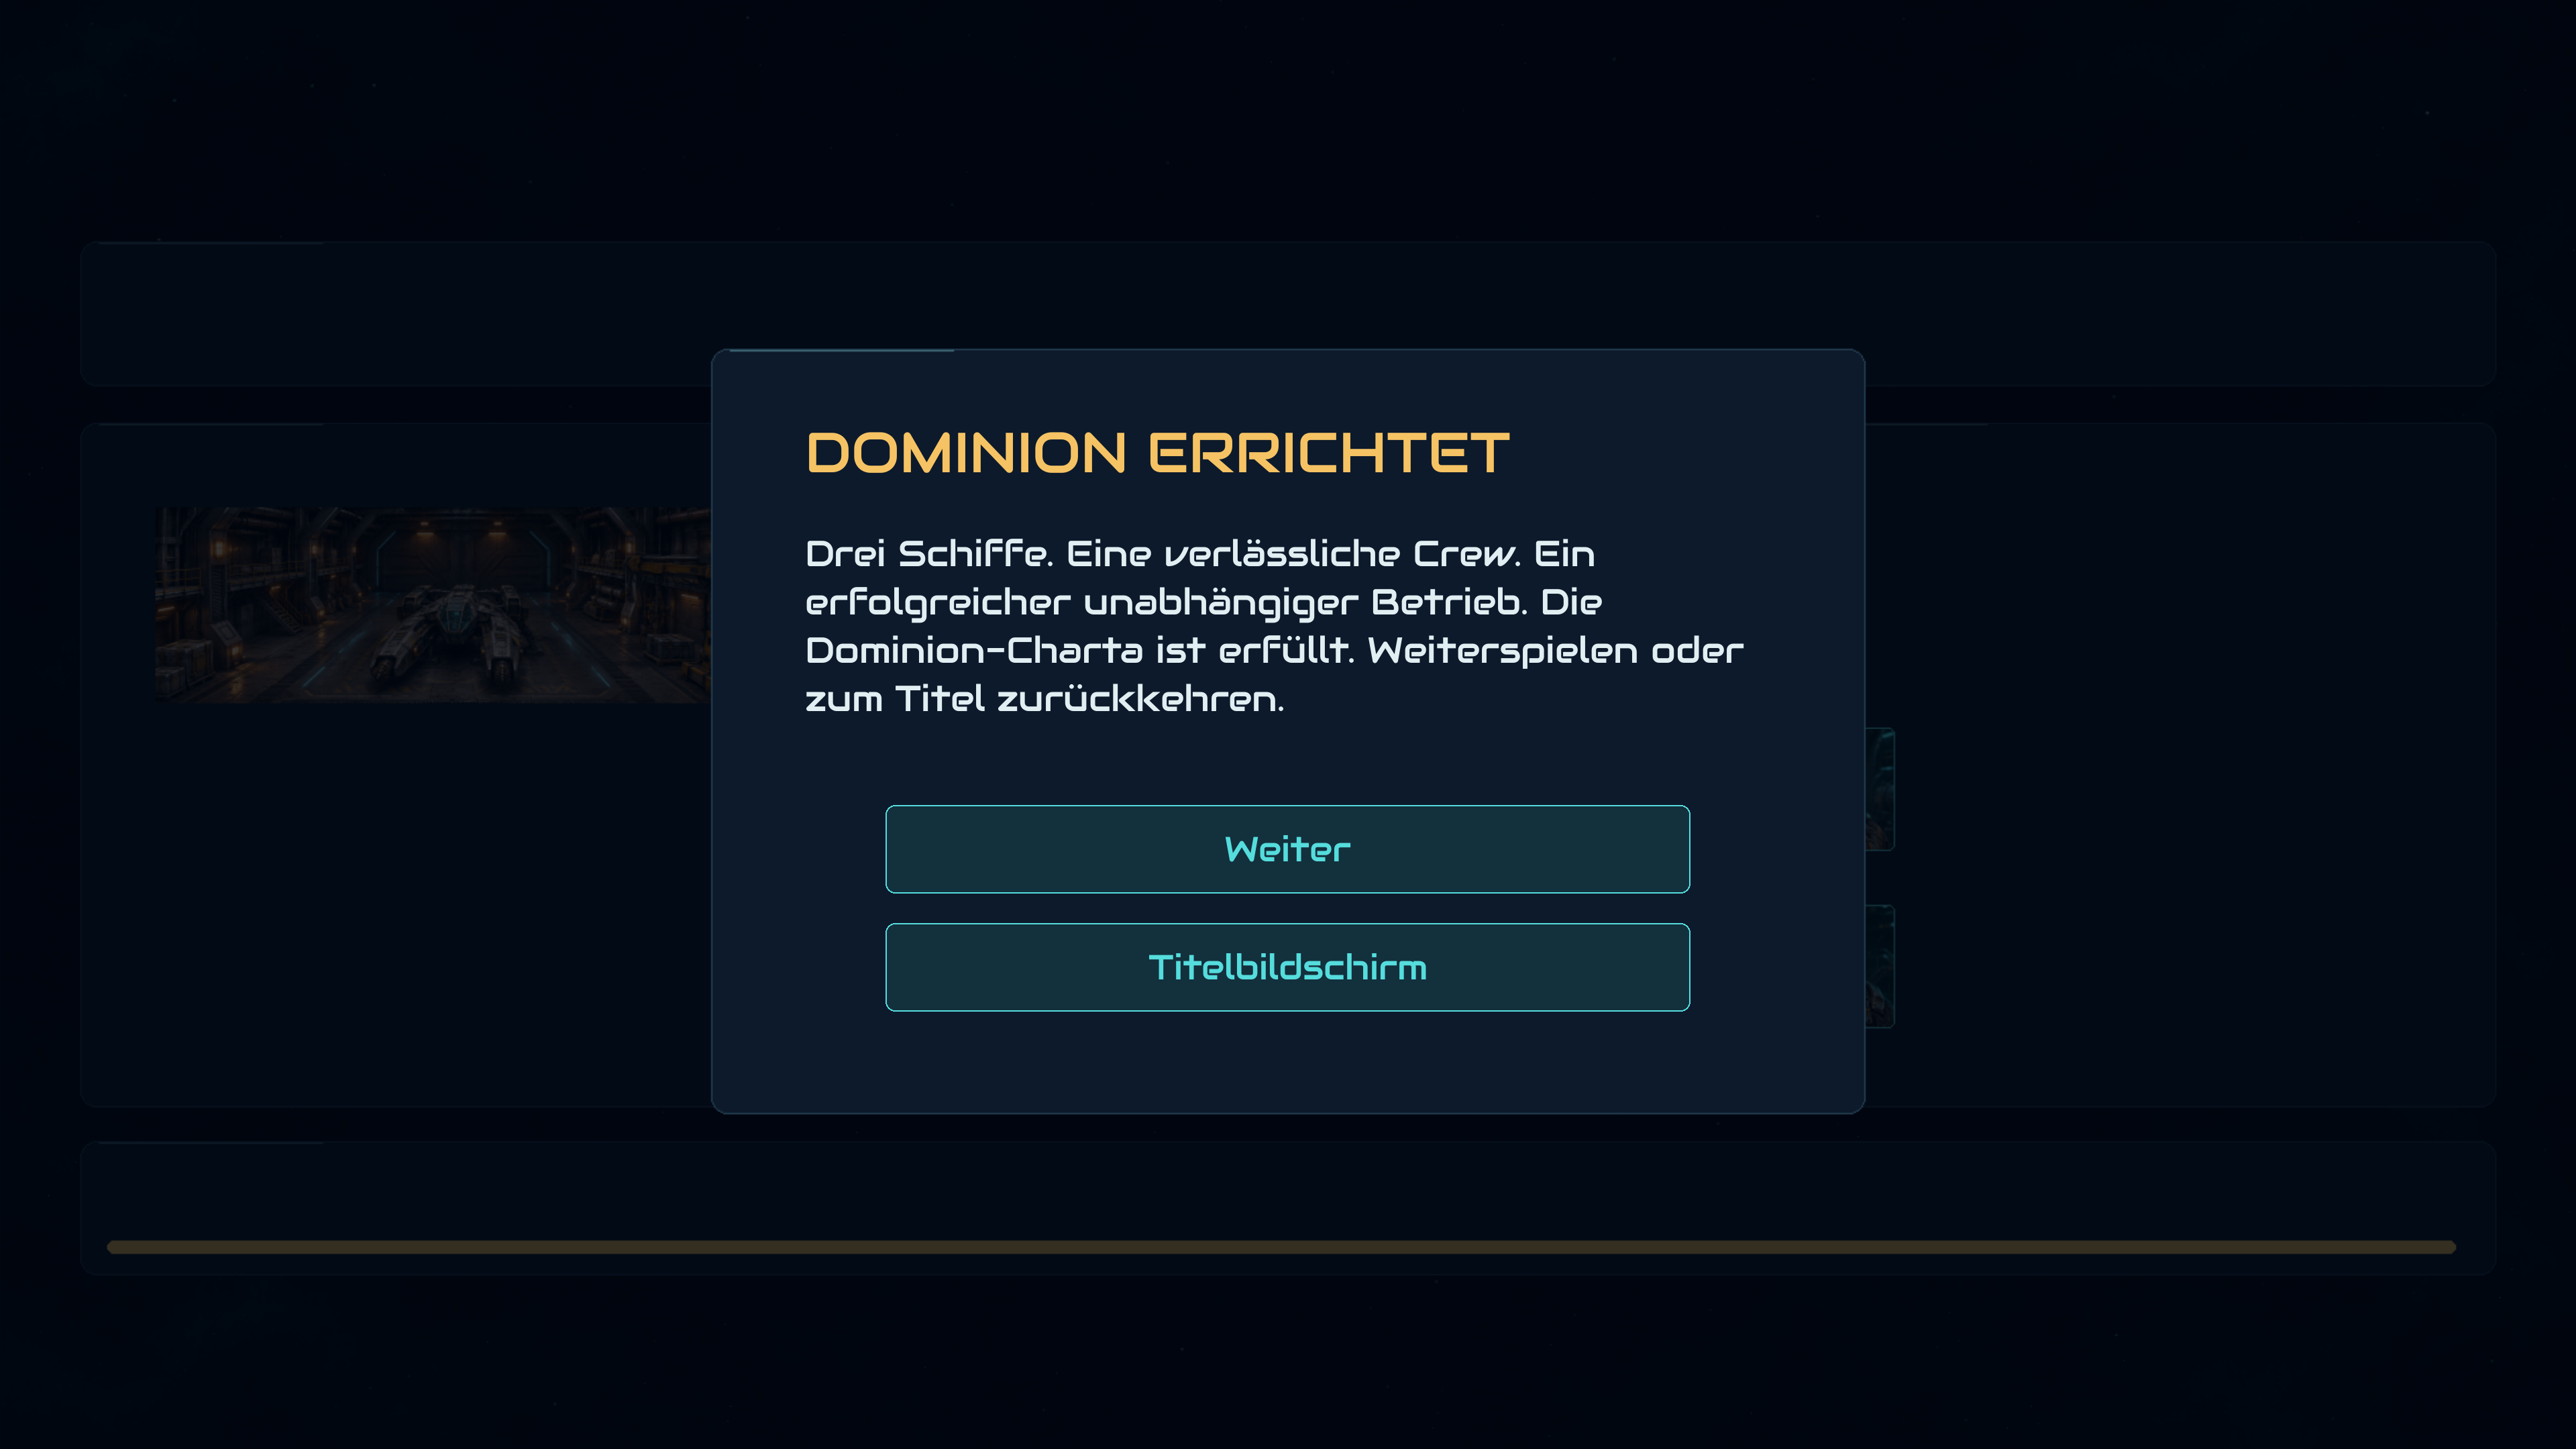 DOMINION ERRICHTET
Drei Schiffe. Eine verlässliche Crew. Ein
erfolgreicher unabhängiger Betrieb. Die
Dominion-Charta ist erfüllt. Weiterspielen oder
zum Titel zurückkehren.
Weiter
Titelbildschirm